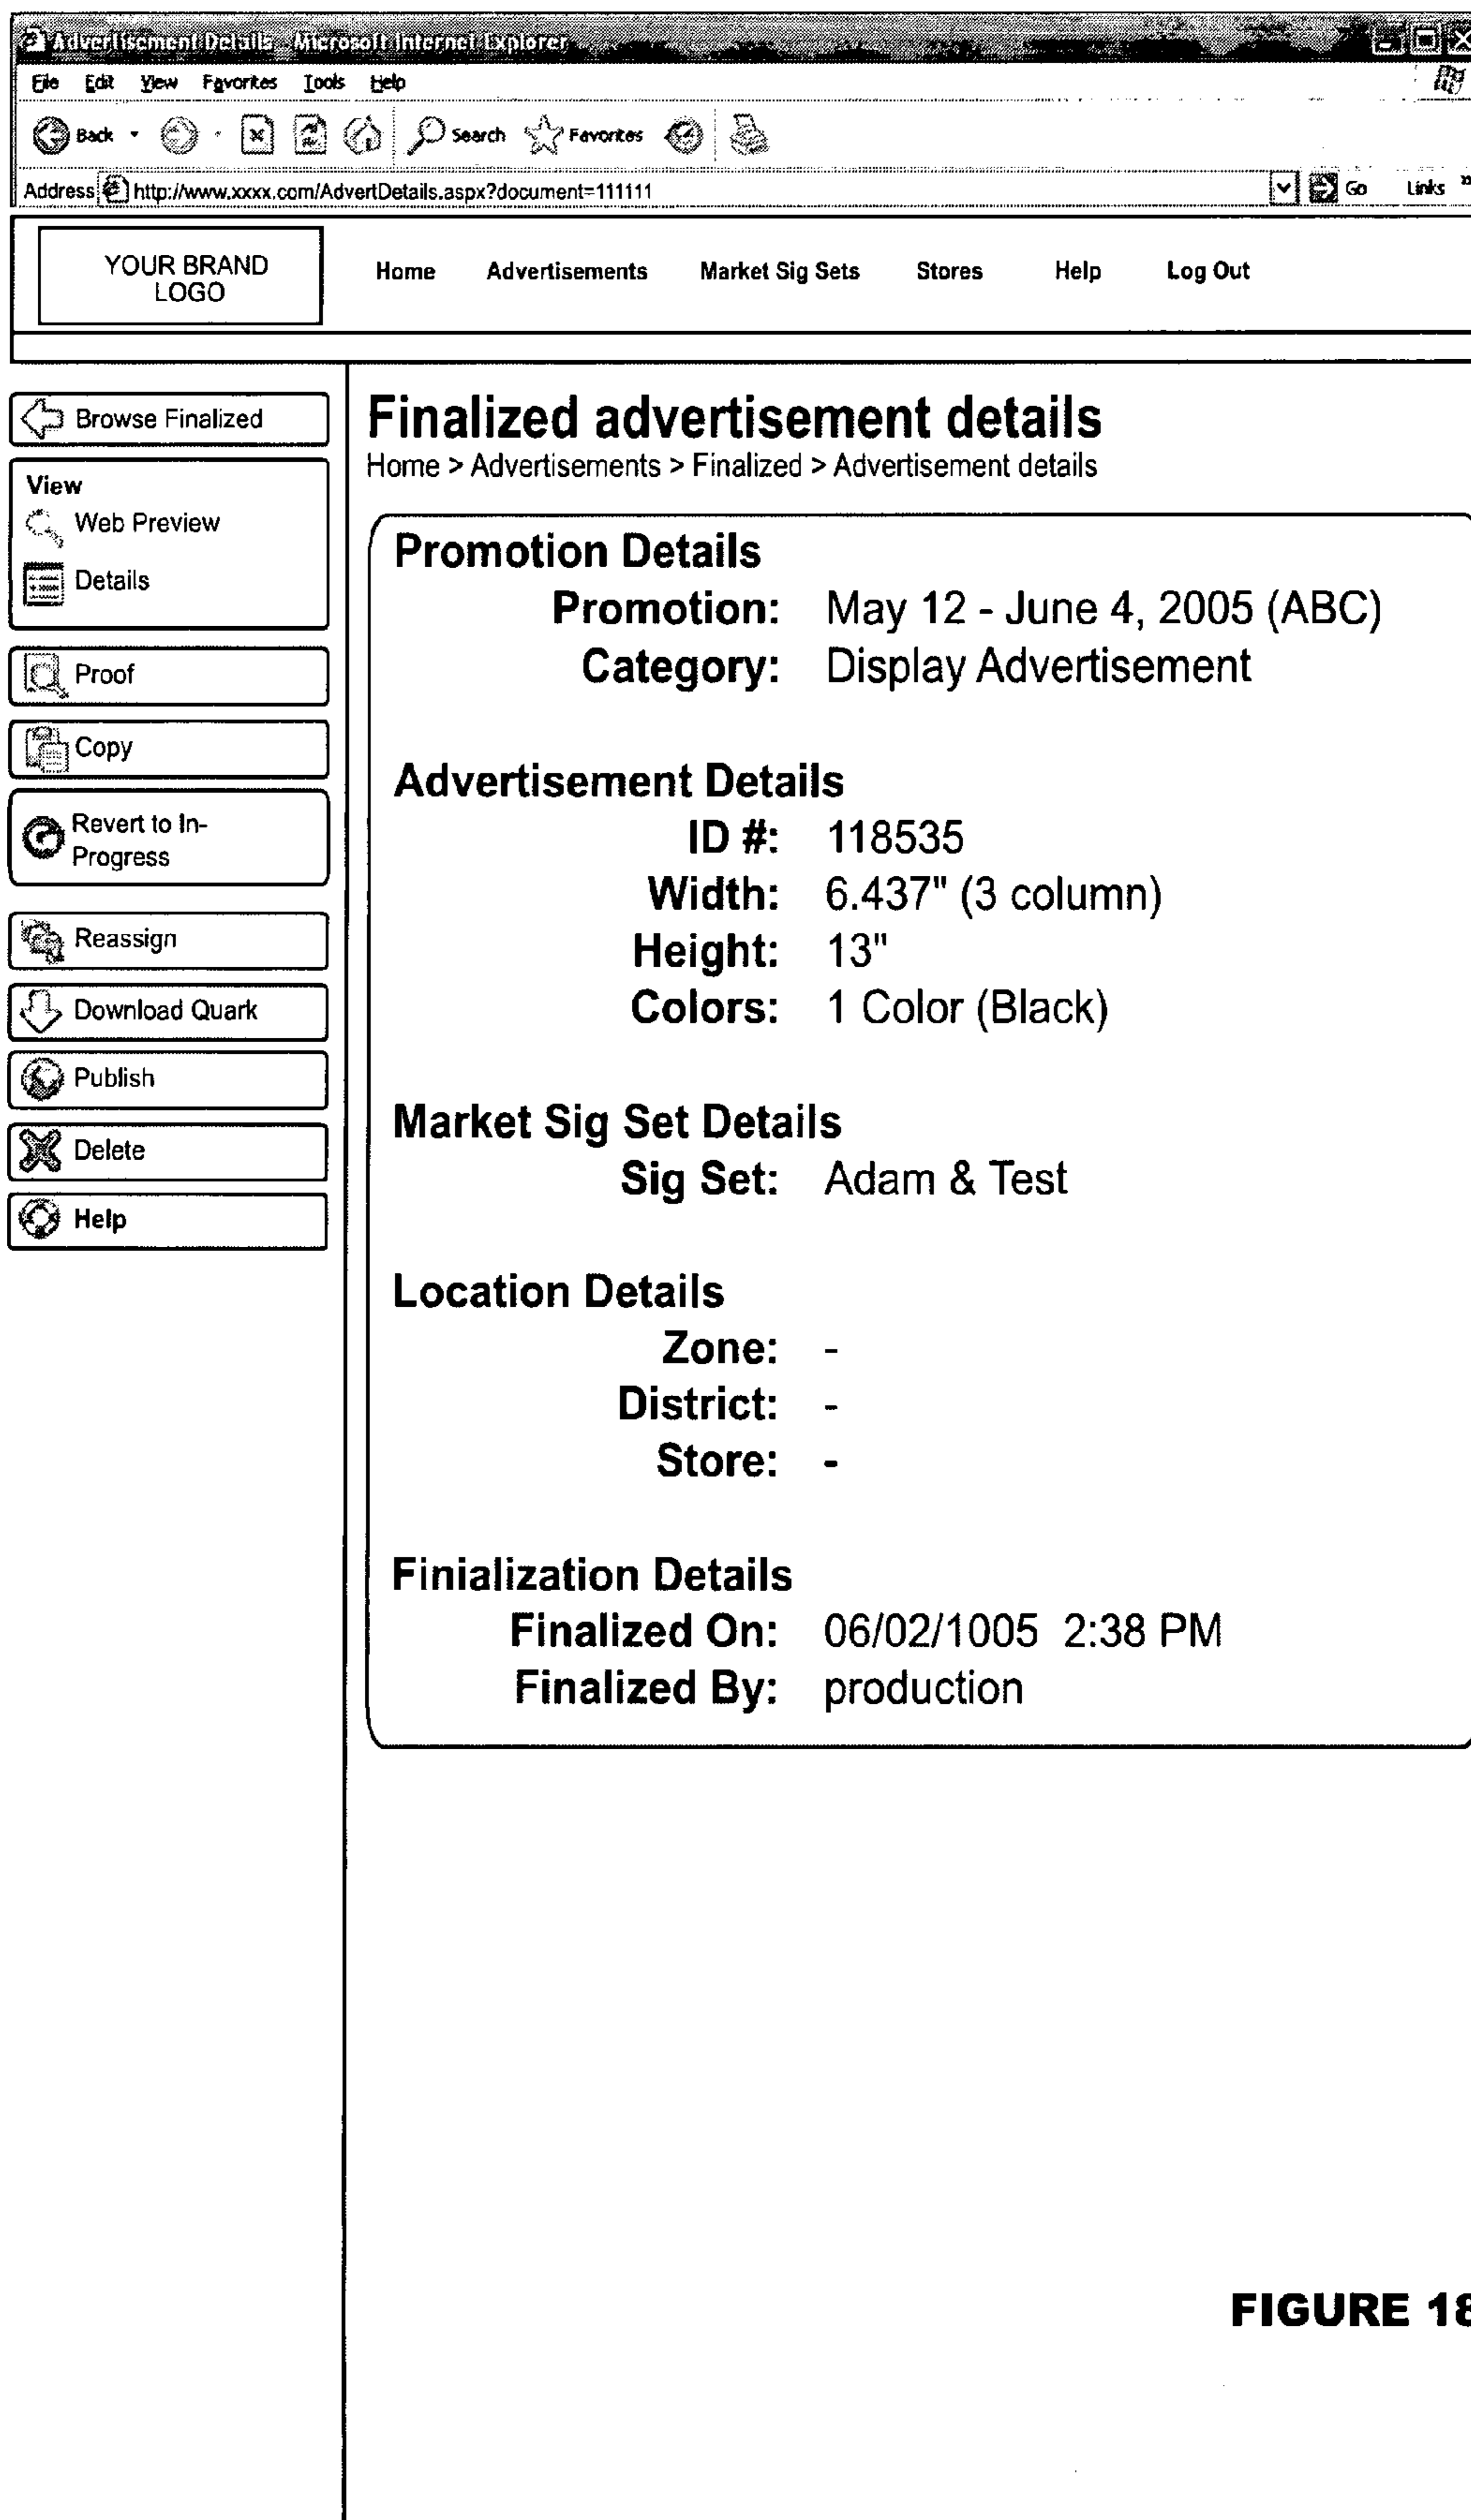 Advertisement Details - Microsoft Internet Explorer
File Edit View Favorites Tools Help
Back Search Favorites
Address http://www.xxxx.com/AdvertDetails.aspx?document=111111 Go Links »
YOUR BRAND
LOGO
Home Advertisements Market Sig Sets Stores Help Log Out
Browse Finalized
View
Web Preview
Details
Proof
Copy
Revert to In-
Progress
Reassign
Download Quark
Publish
Delete
Help
Finalized advertisement details
Home > Advertisements > Finalized > Advertisement details
Promotion Details
Promotion: May 12 - June 4, 2005 (ABC)
Category: Display Advertisement
Advertisement Details
ID #: 118535
Width: 6.437" (3 column)
Height: 13"
Colors: 1 Color (Black)
Market Sig Set Details
Sig Set: Adam & Test
Location Details
Zone: -
District: -
Store: -
Finialization Details
Finalized On: 06/02/1005 2:38 PM
Finalized By: production
FIGURE 18